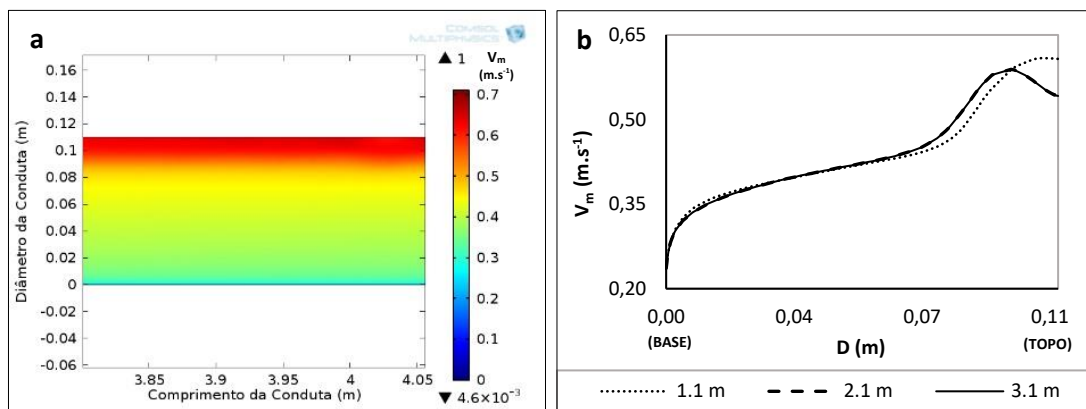 a
COMSOL
MULTIPHYSICS
▲ 1
Vm
(m.s-1)
Diâmetro da Conduta (m)
0.16
0.14
0.12
0.1
0.08
0.06
0.04
0.02
0
-0.02
-0.04
-0.06
3.85 3.9 3.95 4 4.05
Comprimento da Conduta (m)
0.7
0.6
0.5
0.4
0.3
0.2
0.1
0
▼ 4.6×10⁻³
b
Vm (m.s-1)
0,65
0,50
0,35
0,20
0,00 0,04 0,07 0,11
(BASE) D (m) (TOPO)
1.1 m 2.1 m 3.1 m